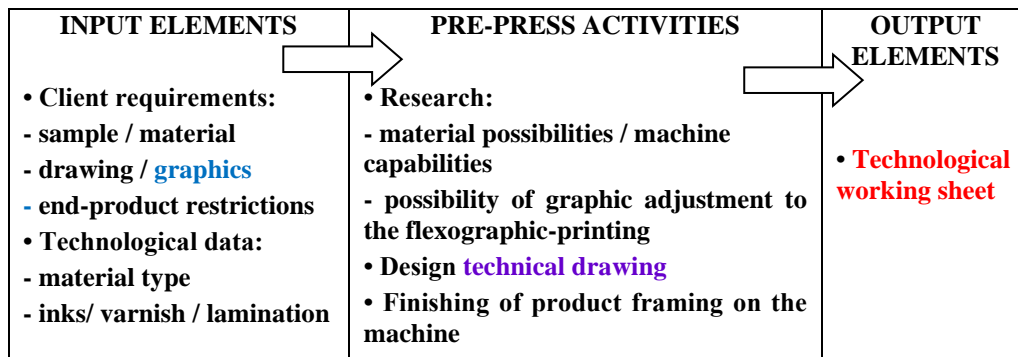 INPUT ELEMENTS
• Client requirements:
- sample / material
- drawing / graphics
- end-product restrictions
• Technological data:
- material type
- inks/ varnish / lamination
PRE-PRESS ACTIVITIES
• Research:
- material possibilities / machine
capabilities
- possibility of graphic adjustment to
the flexographic-printing
• Design technical drawing
• Finishing of product framing on the
machine
OUTPUT
ELEMENTS
• Technological
working sheet